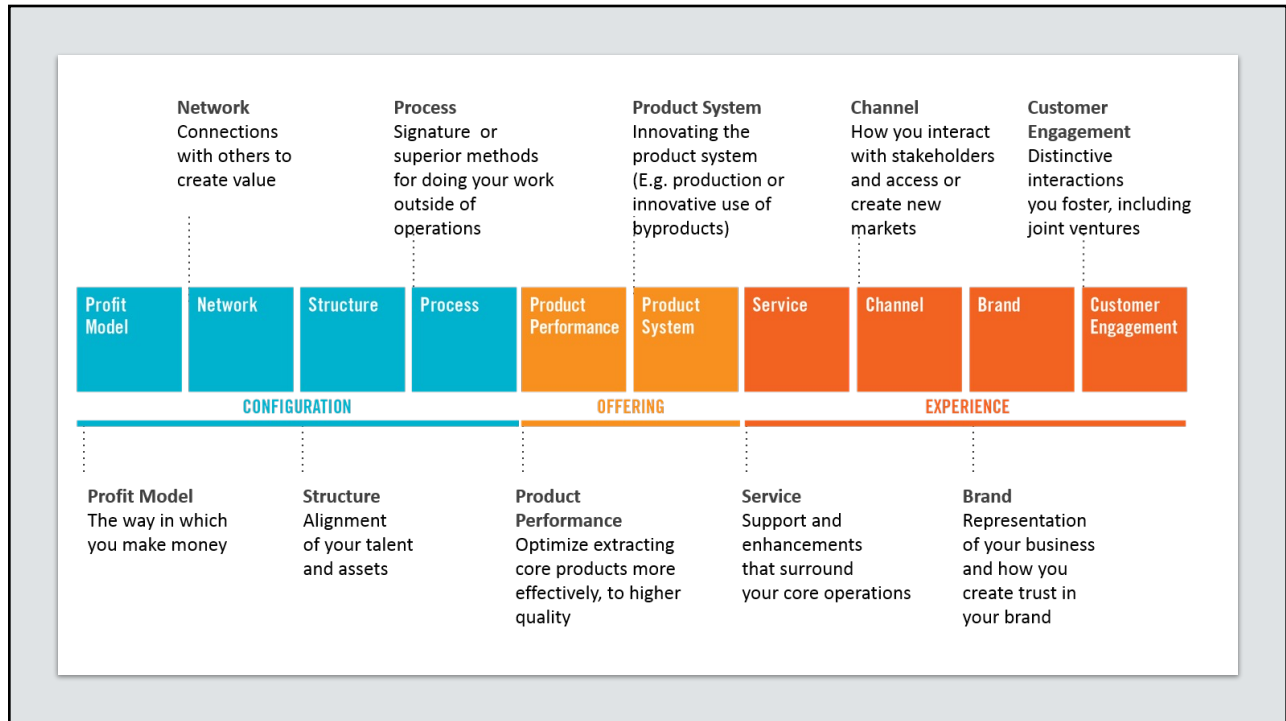 Network
Connections
with others to
create value
Process
Signature or
superior methods
for doing your work
outside of
operations
Product System
Innovating the
product system
(E.g. production or
innovative use of
byproducts)
Channel
How you interact
with stakeholders
and access or
create new
markets
Customer
Engagement
Distinctive
interactions
you foster, including
joint ventures
Profit
Model
Network
Structure
Process
Product
Performance
Product
System
Service
Channel
Brand
Customer
Engagement
CONFIGURATION
OFFERING
EXPERIENCE
Profit Model
The way in which
you make money
Structure
Alignment
of your talent
and assets
Product
Performance
Optimize extracting
core products more
effectively, to higher
quality
Service
Support and
enhancements
that surround
your core operations
Brand
Representation
of your business
and how you
create trust in
your brand